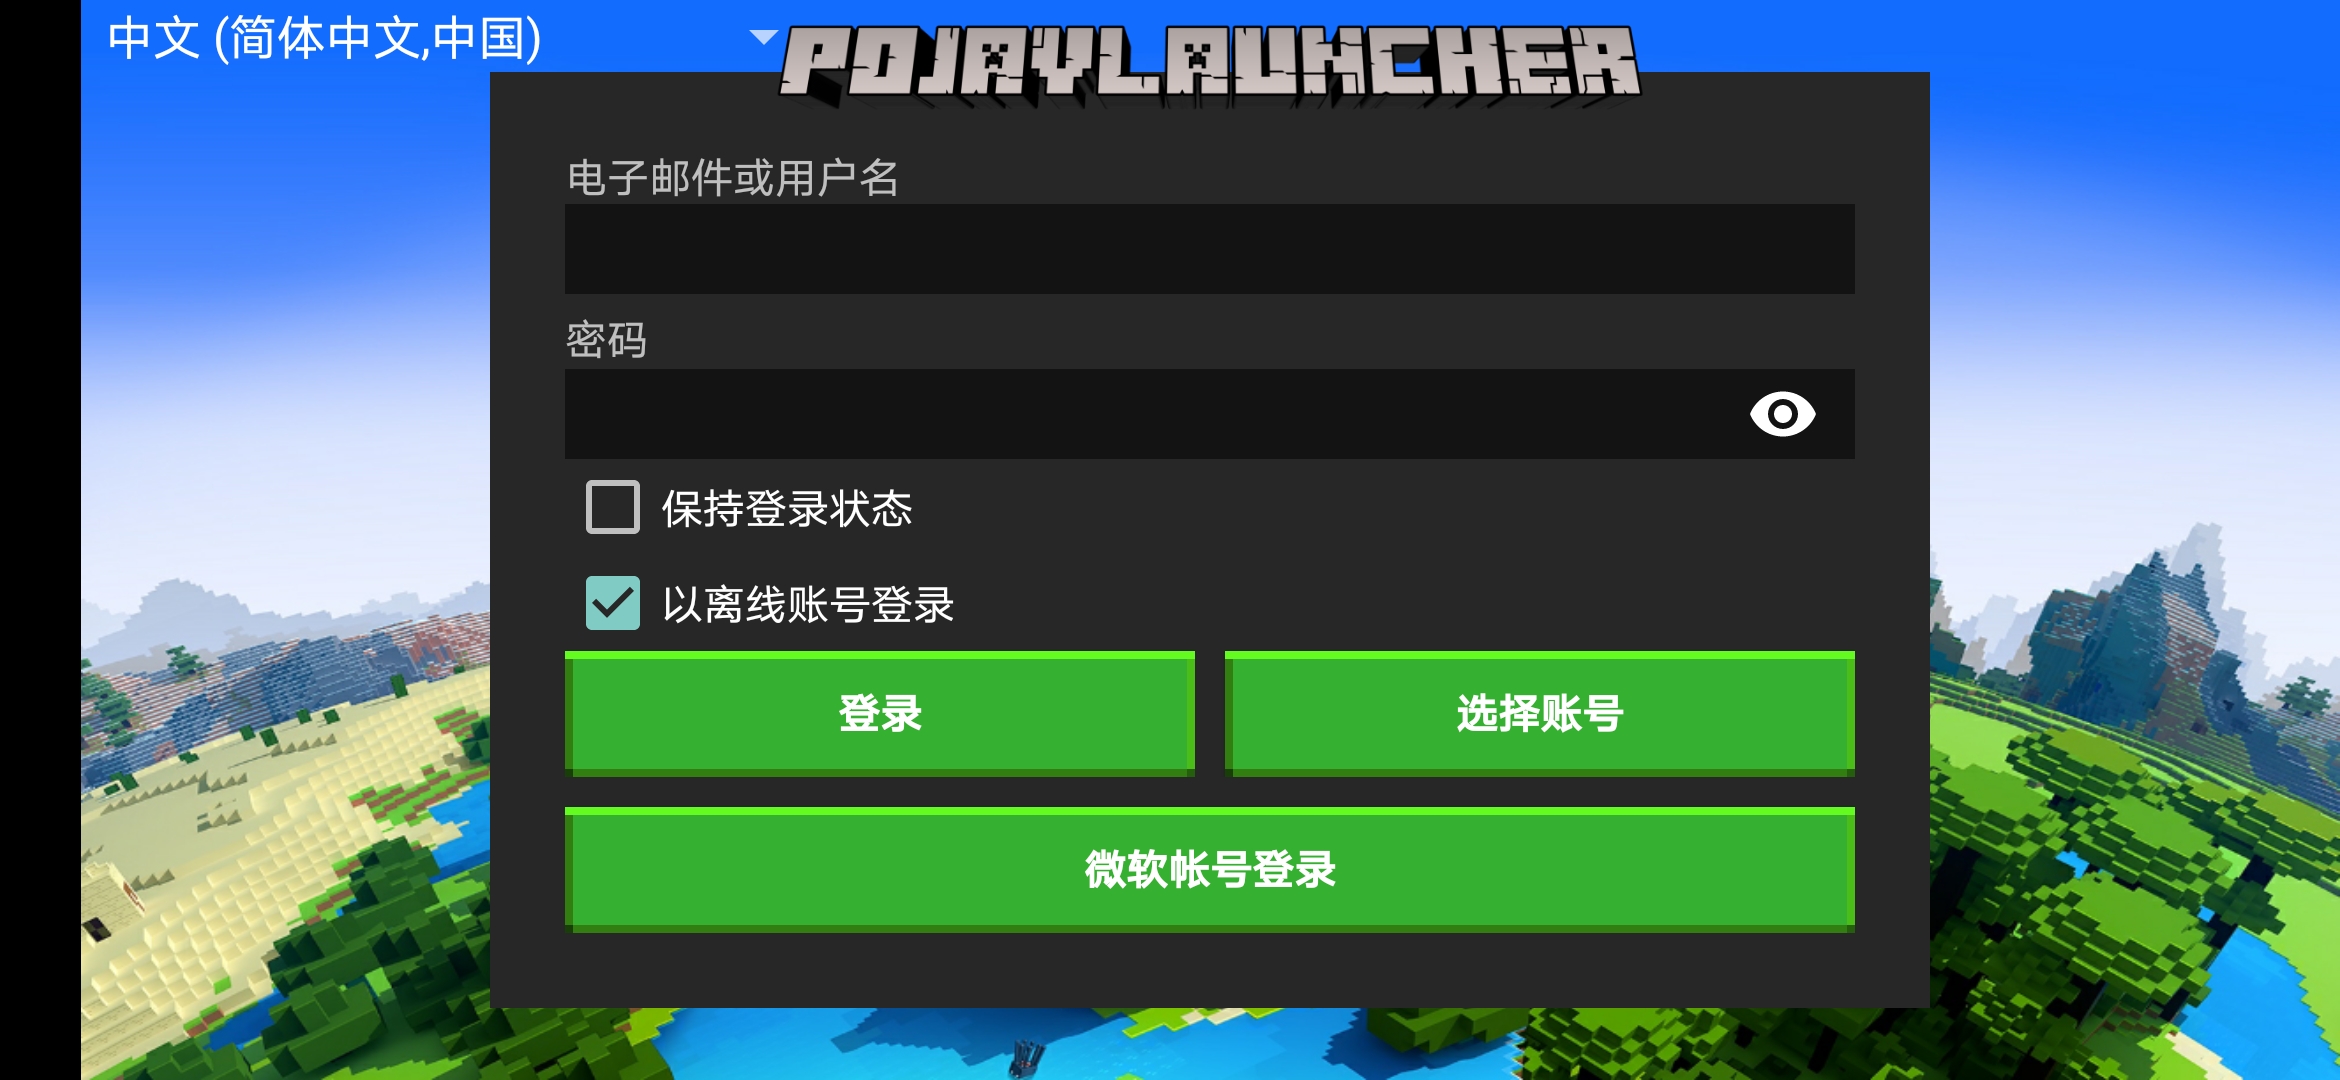 中文 (简体中文,中国)
POJAVLAUNCHER
电子邮件或用户名
密码
保持登录状态
以离线账号登录
登录
选择账号
微软帐号登录